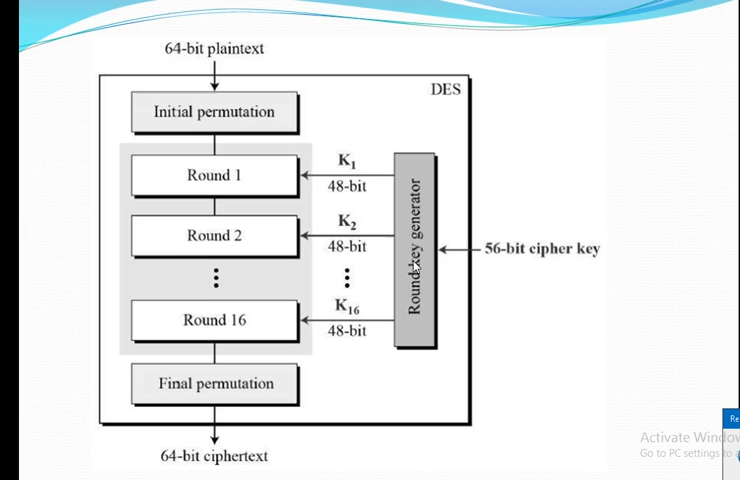 64-bit plaintext
DES
Initial permutation
Round 1
K1
48-bit
Round 2
K2
48-bit
Round-key generator
56-bit cipher key
Round 16
K16
48-bit
Final permutation
64-bit ciphertext
Re
Activate Window
Go to PC settings to a